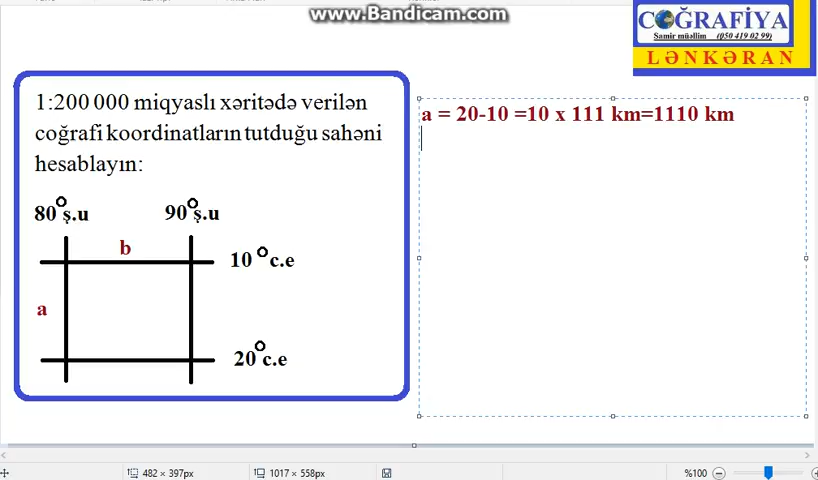 www.Bandicam.com
COĞRAFİYA
Samir müəllim (050 419 02 99)
LƏNKƏRAN
1:200 000 miqyaslı xəritədə verilən
coğrafi koordinatların tutduğu sahəni
hesablayın:
80° ş.u 90° ş.u
b
10 °c.e
a
20°c.e
a = 20-10 =10 x 111 km=1110 km
482 × 397px 1017 × 558px %100